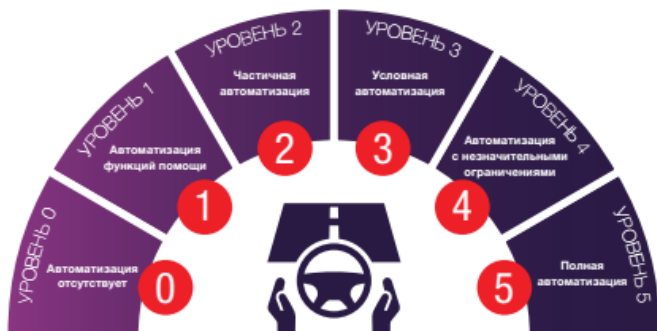 УРОВЕНЬ 0
Автоматизация
отсутствует
0
УРОВЕНЬ 1
Автоматизация
функций помощи
1
УРОВЕНЬ 2
Частичная
автоматизация
2
УРОВЕНЬ 3
Условная
автоматизация
3
УРОВЕНЬ 4
Автоматизация
с незначительными
ограничениями
4
УРОВЕНЬ 5
Полная
автоматизация
5